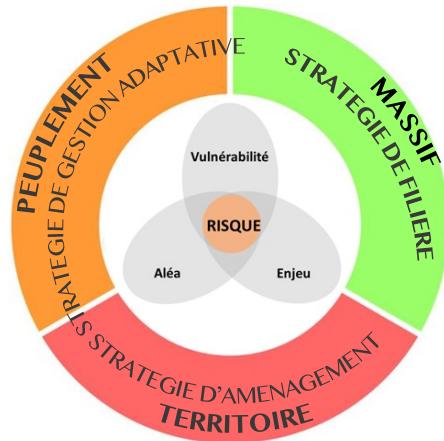 PEUPLEMENT
STRATEGIE DE GESTION ADAPTATIVE
MASSIF
STRATEGIE DE FILIERE
Vulnérabilité
RISQUE
Aléa
Enjeu
S STRATEGIE D'AMENAGEMENT
TERRITOIRE